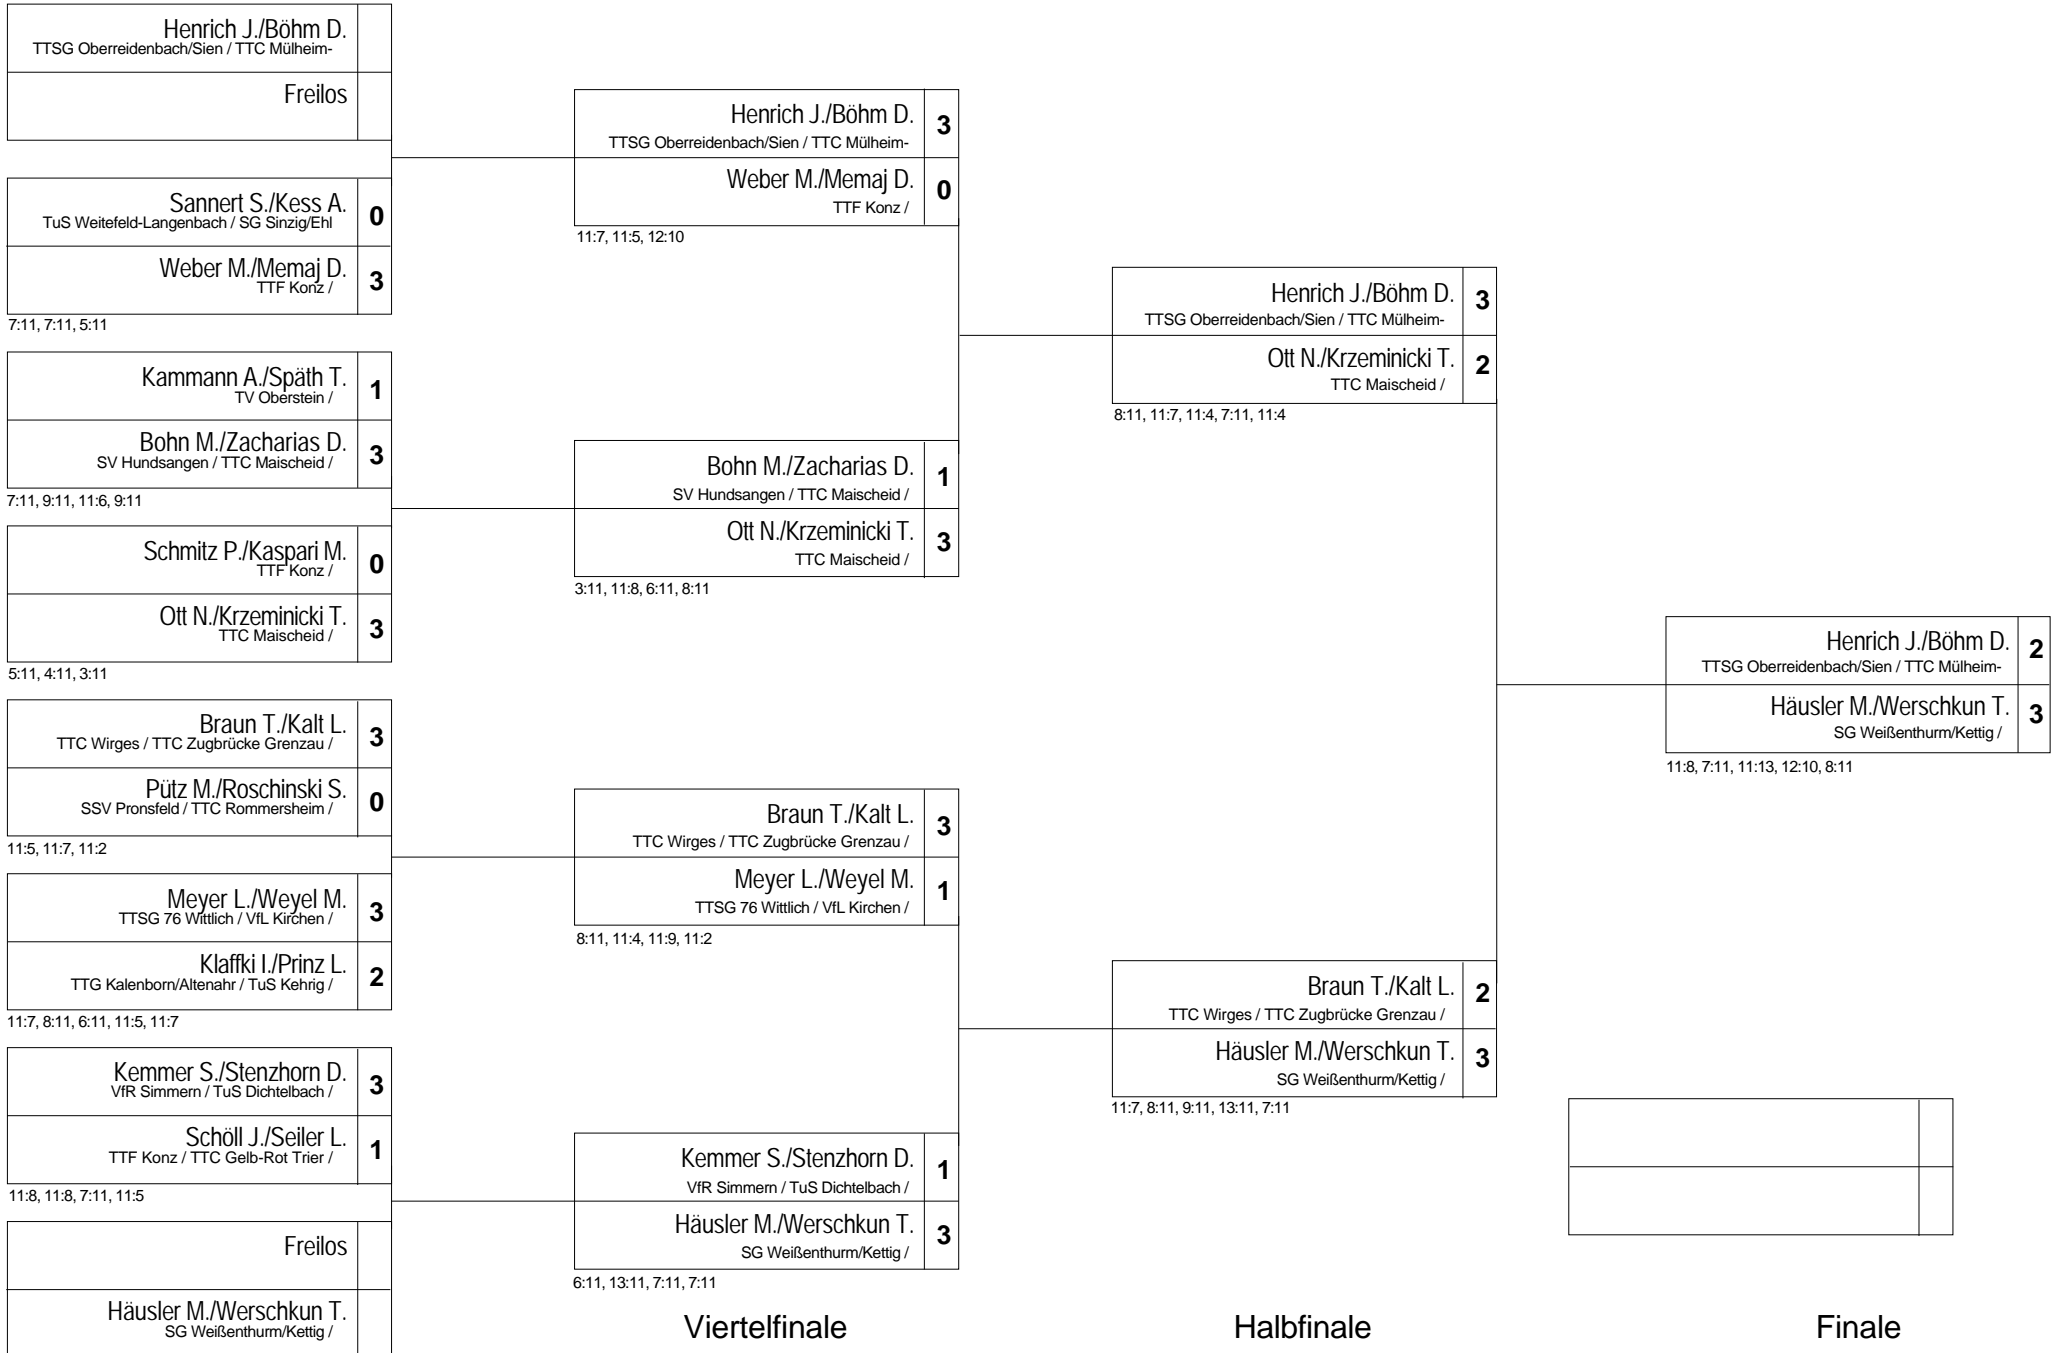 Henrich J./Böhm D.
TTSG Oberreidenbach/Sien / TTC Mülheim-
Freilos
Sannert S./Kess A.
0
TuS Weitefeld-Langenbach / SG Sinzig/Ehl
Weber M./Memaj D.
3
TTF Konz /
7:11, 7:11, 5:11
Kammann A./Späth T.
1
TV Oberstein /
Bohn M./Zacharias D.
3
SV Hundsangen / TTC Maischeid /
7:11, 9:11, 11:6, 9:11
Schmitz P./Kaspari M.
0
TTF Konz /
Ott N./Krzeminicki T.
3
TTC Maischeid /
5:11, 4:11, 3:11
Braun T./Kalt L.
3
TTC Wirges / TTC Zugbrücke Grenzau /
Pütz M./Roschinski S.
0
SSV Pronsfeld / TTC Rommersheim /
11:5, 11:7, 11:2
Meyer L./Weyel M.
3
TTSG 76 Wittlich / VfL Kirchen /
Klaffki I./Prinz L.
2
TTG Kalenborn/Altenahr / TuS Kehrig /
11:7, 8:11, 6:11, 11:5, 11:7
Kemmer S./Stenzhorn D.
3
VfR Simmern / TuS Dichtelbach /
Schöll J./Seiler L.
1
TTF Konz / TTC Gelb-Rot Trier /
11:8, 11:8, 7:11, 11:5
Freilos
Häusler M./Werschkun T.
SG Weißenthurm/Kettig /
Henrich J./Böhm D.
3
TTSG Oberreidenbach/Sien / TTC Mülheim-
Weber M./Memaj D.
0
TTF Konz /
11:7, 11:5, 12:10
Bohn M./Zacharias D.
1
SV Hundsangen / TTC Maischeid /
Ott N./Krzeminicki T.
3
TTC Maischeid /
3:11, 11:8, 6:11, 8:11
Braun T./Kalt L.
3
TTC Wirges / TTC Zugbrücke Grenzau /
Meyer L./Weyel M.
1
TTSG 76 Wittlich / VfL Kirchen /
8:11, 11:4, 11:9, 11:2
Kemmer S./Stenzhorn D.
1
VfR Simmern / TuS Dichtelbach /
Häusler M./Werschkun T.
3
SG Weißenthurm/Kettig /
6:11, 13:11, 7:11, 7:11
Viertelfinale
Henrich J./Böhm D.
3
TTSG Oberreidenbach/Sien / TTC Mülheim-
Ott N./Krzeminicki T.
2
TTC Maischeid /
8:11, 11:7, 11:4, 7:11, 11:4
Braun T./Kalt L.
2
TTC Wirges / TTC Zugbrücke Grenzau /
Häusler M./Werschkun T.
3
SG Weißenthurm/Kettig /
11:7, 8:11, 9:11, 13:11, 7:11
Halbfinale
Henrich J./Böhm D.
2
TTSG Oberreidenbach/Sien / TTC Mülheim-
Häusler M./Werschkun T.
3
SG Weißenthurm/Kettig /
11:8, 7:11, 11:13, 12:10, 8:11
Finale